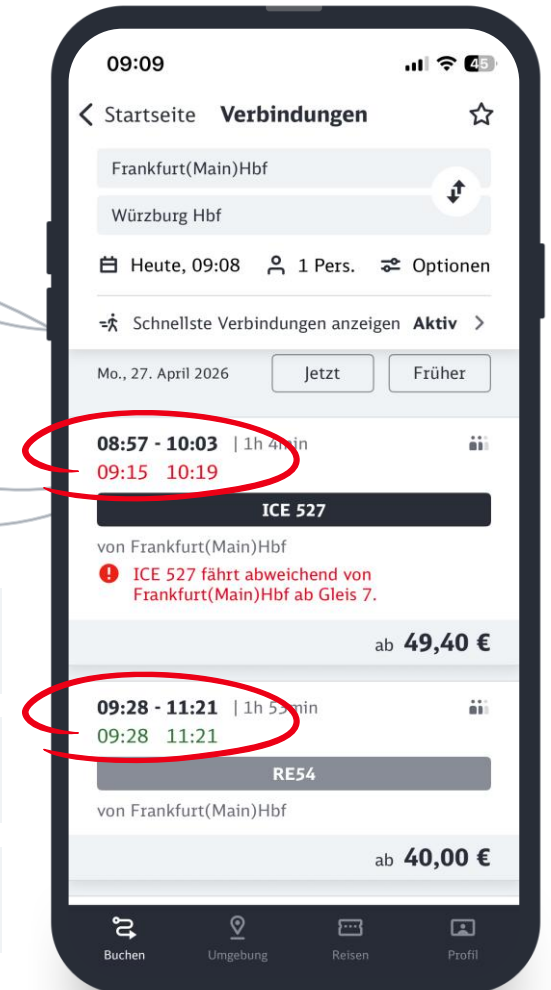 09:09
45
Startseite Verbindungen
Frankfurt(Main)Hbf
Würzburg Hbf
Heute, 09:08 1 Pers. Optionen
Schnellste Verbindungen anzeigen Aktiv
Mo., 27. April 2026 Jetzt Früher
08:57 - 10:03 | 1h 4min
09:15 10:19
ICE 527
von Frankfurt(Main)Hbf
ICE 527 fährt abweichend von
Frankfurt(Main)Hbf ab Gleis 7.
ab 49,40 €
09:28 - 11:21 | 1h 53min
09:28 11:21
RE54
von Frankfurt(Main)Hbf
ab 40,00 €
Buchen Umgebung Reisen Profil